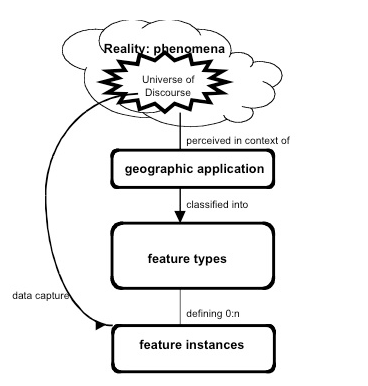 Reality: phenomena
Universe of
Discourse
perceived in context of
geographic application
classified into
feature types
data capture
defining 0:n
feature instances